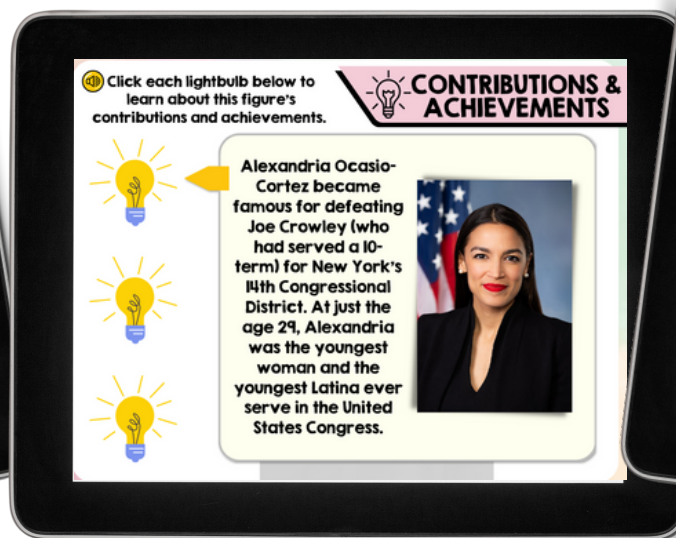 Click each lightbulb below to
learn about this figure's
contributions and achievements.
CONTRIBUTIONS &
ACHIEVEMENTS
Alexandria Ocasio-
Cortez became
famous for defeating
Joe Crowley (who
had served a 10-
term) for New York's
14th Congressional
District. At just the
age 29, Alexandria
was the youngest
woman and the
youngest Latina ever
serve in the United
States Congress.